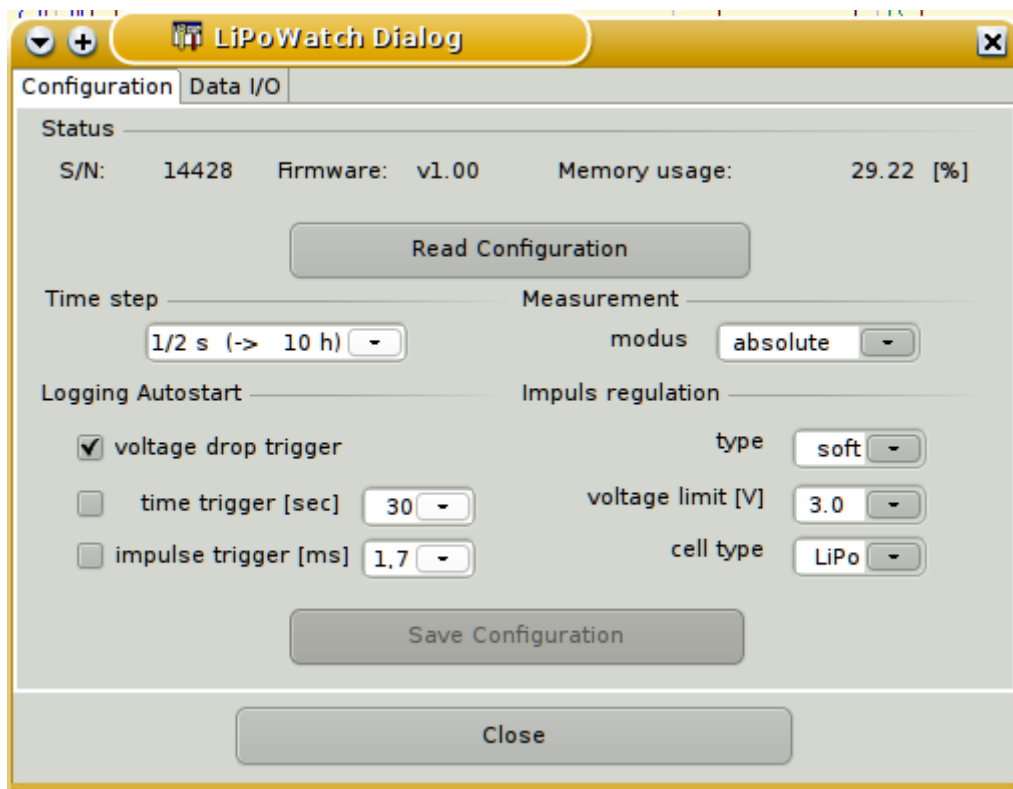 LiPoWatch Dialog
Configuration Data I/O
Status
S/N: 14428 Firmware: v1.00 Memory usage: 29.22 [%]
Read Configuration
Time step
1/2 s (-> 10 h)
Measurement
modus absolute
Logging Autostart
voltage drop trigger
time trigger [sec] 30
impulse trigger [ms] 1,7
Impuls regulation
type soft
voltage limit [V] 3.0
cell type LiPo
Save Configuration
Close